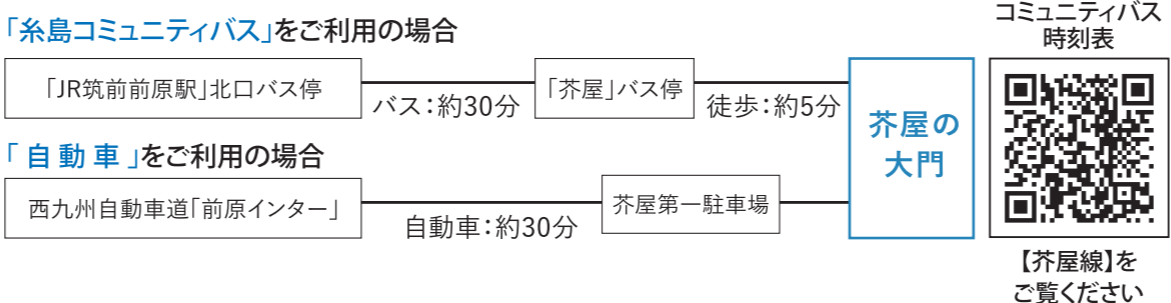 「糸島コミュニティバス」をご利用の場合
「JR筑前前原駅」北口バス停
バス：約30分
「芥屋」バス停
徒歩：約5分
「自動車」をご利用の場合
西九州自動車道「前原インター」
自動車：約30分
芥屋第一駐車場
芥屋の
大門
コミュニティバス
時刻表
【芥屋線】を
ご覧ください